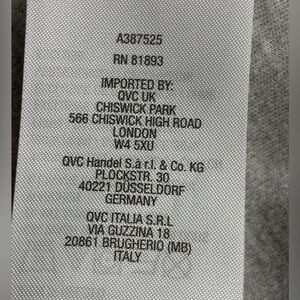 A387525
RN 81893
IMPORTED BY:
QVC UK
CHISWICK PARK
566 CHISWICK HIGH ROAD
LONDON
W4 5XU
QVC Handel S.à r.l. & Co. KG
PLOCKSTR. 30
40221 DÜSSELDORF
GERMANY
QVC ITALIA S.R.L
VIA GUZZINA 18
20861 BRUGHERIO (MB)
ITALY